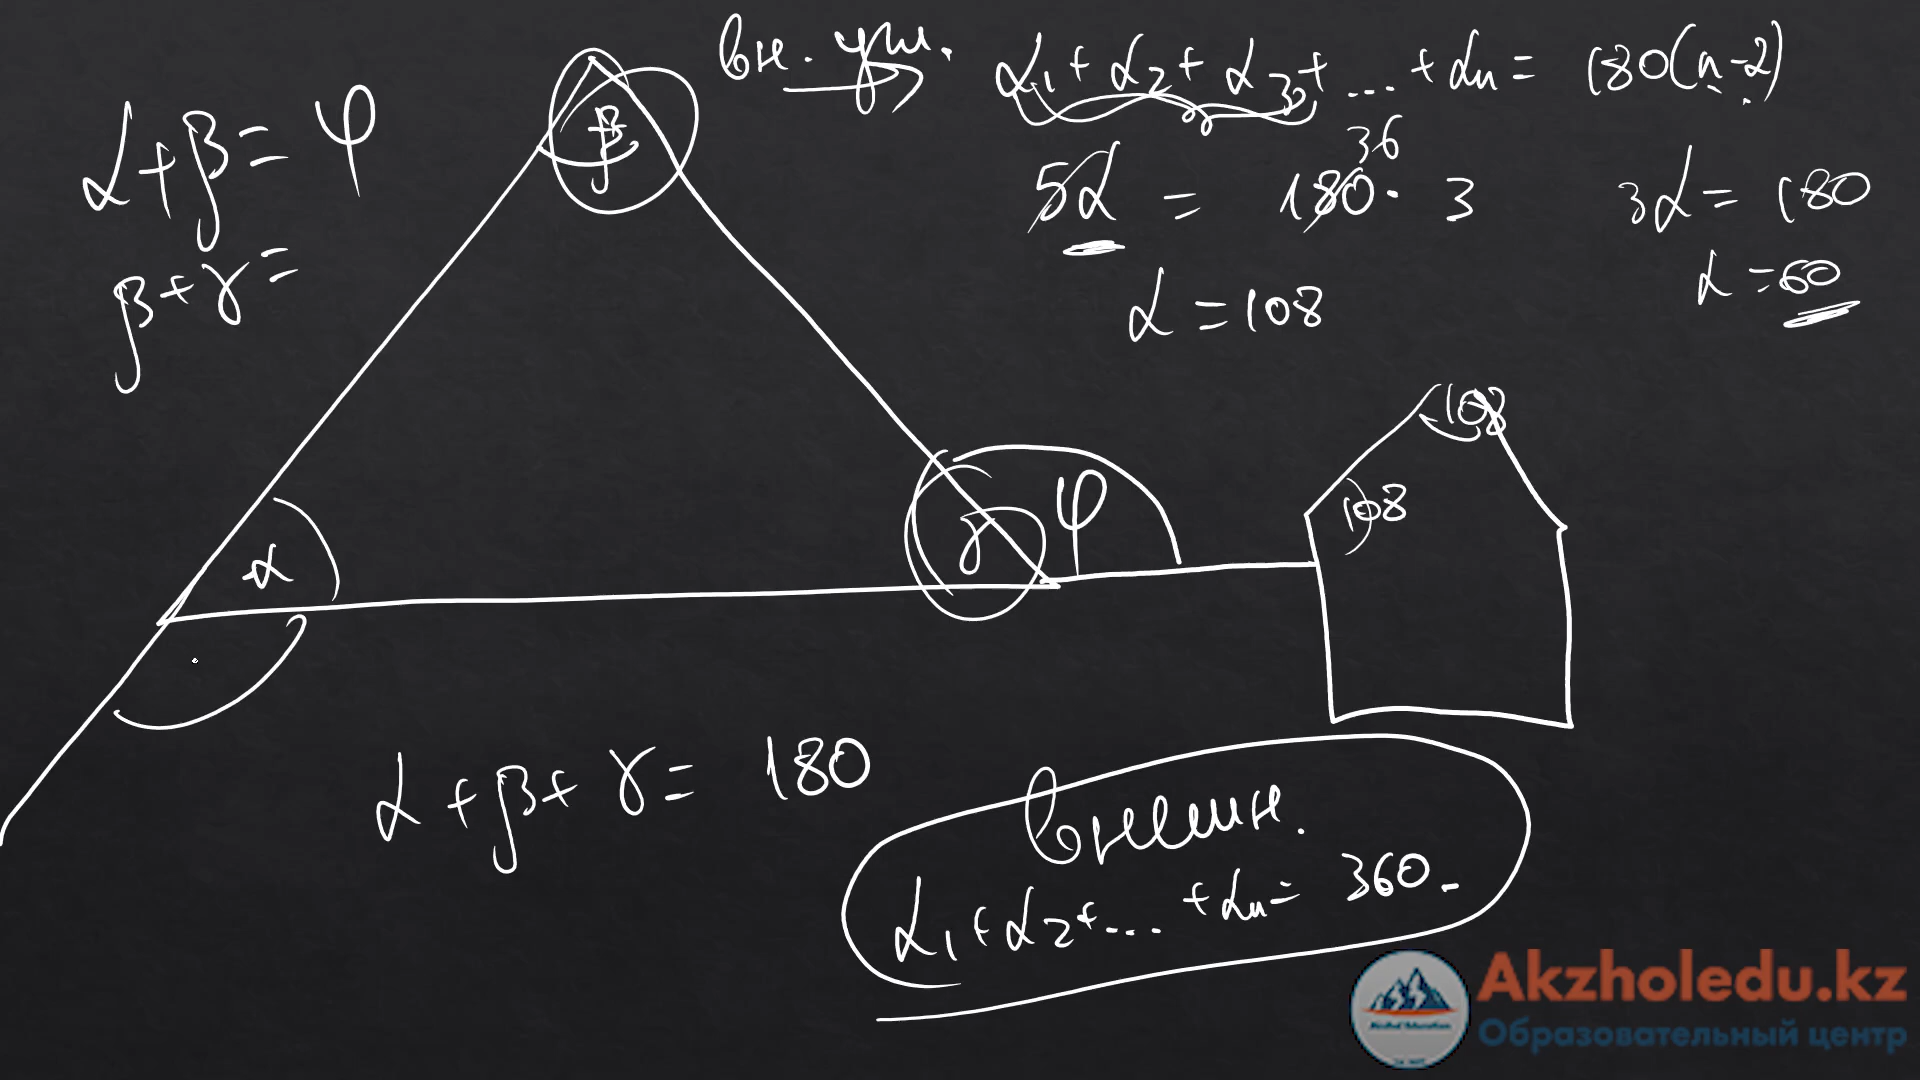 вн. угл.
α₁ + α₂ + α₃ + ... + αn = 180(n-2)
α + β = φ
β
36
5α = 180 · 3
3α = 180
β + γ =
α = 60
α = 108
108
108
γ
φ
α
α + β + γ = 180
внешн.
α₁ + α₂ + ... + αn = 360
Akzholedu.kz
Образовательный центр